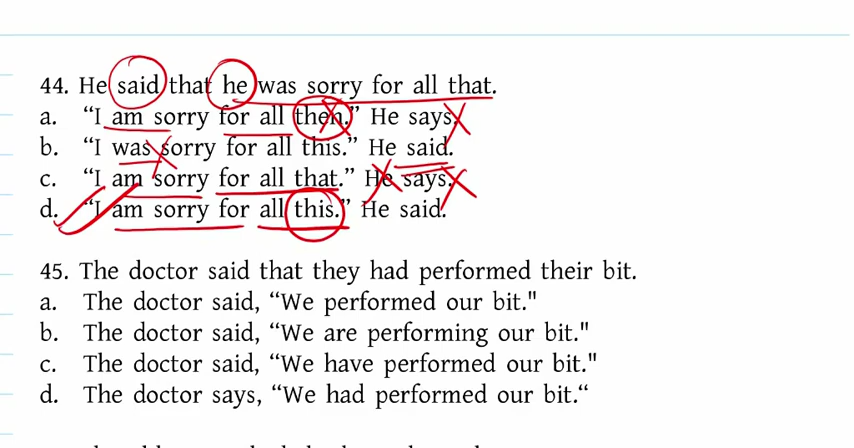 44. He said that he was sorry for all that.
a. “I am sorry for all then.” He says.
b. “I was sorry for all this.” He said.
c. “I am sorry for all that.” He says.
d. “I am sorry for all this.” He said.
45. The doctor said that they had performed their bit.
a. The doctor said, “We performed our bit."
b. The doctor said, “We are performing our bit."
c. The doctor said, “We have performed our bit."
d. The doctor says, “We had performed our bit.“